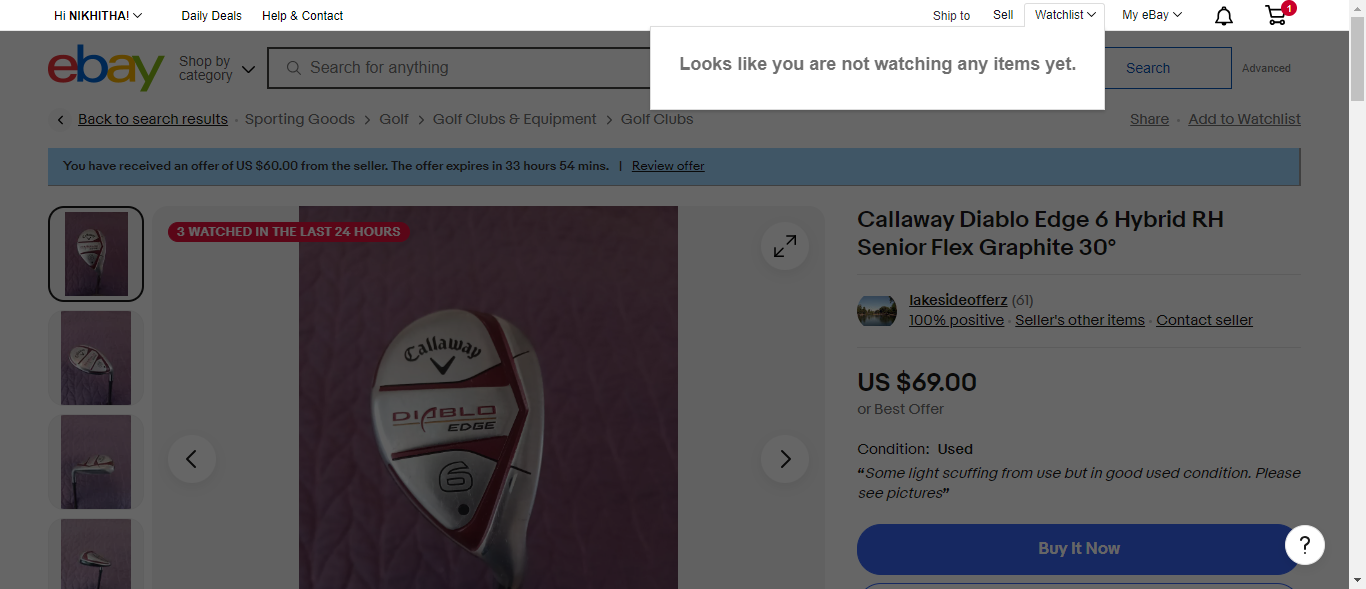 Hi NIKHITHA!
Daily Deals
Help & Contact
Ship to
Sell
Watchlist
My eBay
1
ebay
Shop by
category
Search for anything
Looks like you are not watching any items yet.
Search
Advanced
Back to search results · Sporting Goods > Golf > Golf Clubs & Equipment > Golf Clubs
Share · Add to Watchlist
You have received an offer of US $60.00 from the seller. The offer expires in 33 hours 54 mins. | Review offer
3 WATCHED IN THE LAST 24 HOURS
Callaway
DIABLO
EDGE
6
Callaway Diablo Edge 6 Hybrid RH
Senior Flex Graphite 30°
lakesideofferz (61)
100% positive · Seller's other items · Contact seller
US $69.00
or Best Offer
Condition: Used
“Some light scuffing from use but in good used condition. Please
see pictures”
Buy It Now
?